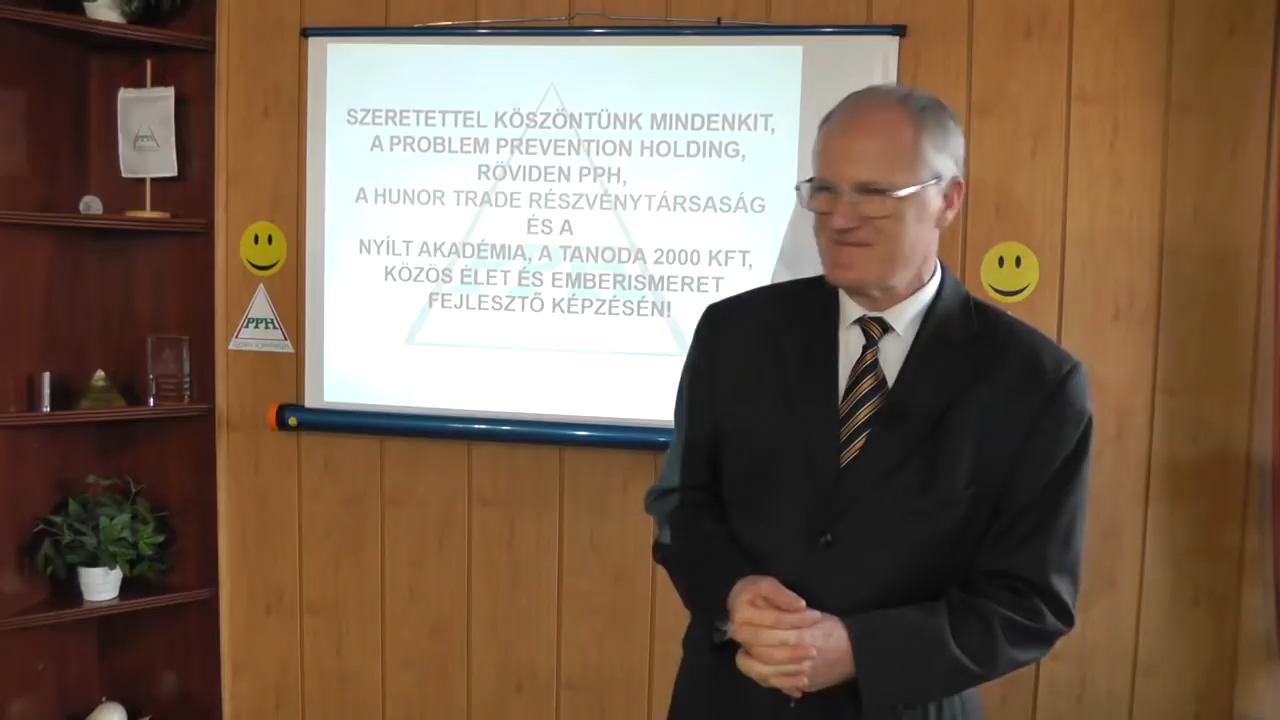 SZERETETTEL KÖSZÖNTÜNK MINDENKIT,
A PROBLEM PREVENTION HOLDING,
RÖVIDEN PPH,
A HUNOR TRADE RÉSZVÉNYTÁRSASÁG
ÉS A
NYÍLT AKADÉMIA, A TANODA 2000 KFT,
KÖZÖS ÉLET ÉS EMBERISMERET
FEJLESZTŐ KÉPZÉSÉN!
PPH
PPH